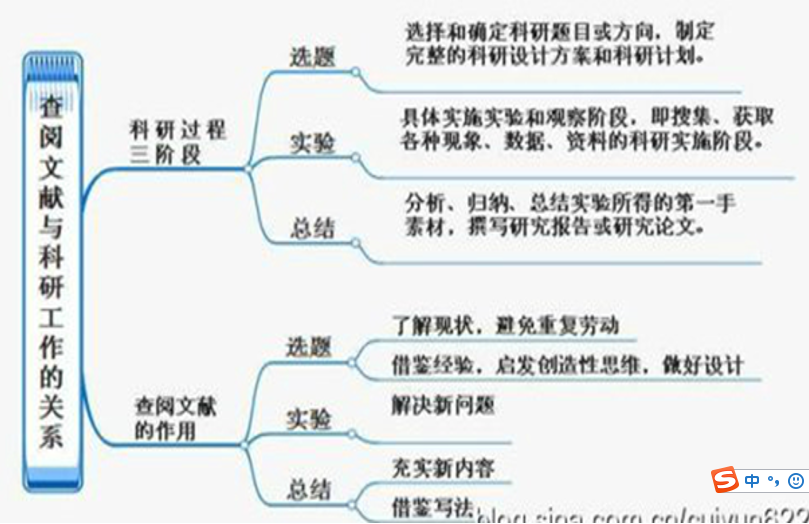 查阅文献与科研工作的关系
科研过程
三阶段
选题
选择和确定科研题目或方向，制定
完整的科研设计方案和科研计划。
实验
具体实施实验和观察阶段，即搜集、获取
各种现象、数据、资料的科研实施阶段。
总结
分析、归纳、总结实验所得的第一手
素材，撰写研究报告或研究论文。
查阅文献
的作用
选题
了解现状，避免重复劳动
借鉴经验，启发创造性思维，做好设计
实验
解决新问题
总结
充实新内容
借鉴写法
中